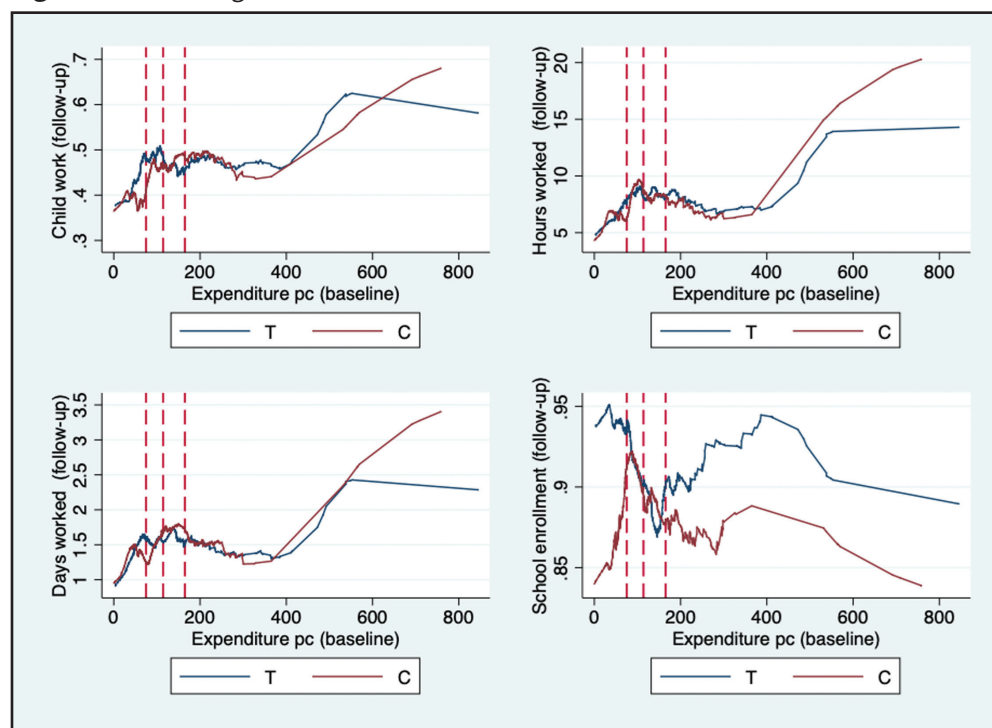 Child work (follow-up)
.7
.6
.5
.4
.3
0 200 400 600 800
Expenditure pc (baseline)
T C
Hours worked (follow-up)
20
15
10
5
0 200 400 600 800
Expenditure pc (baseline)
T C
Days worked (follow-up)
3.5
3
2.5
2
1.5
1
0 200 400 600 800
Expenditure pc (baseline)
T C
School enrollment (follow-up)
.95
.9
.85
0 200 400 600 800
Expenditure pc (baseline)
T C